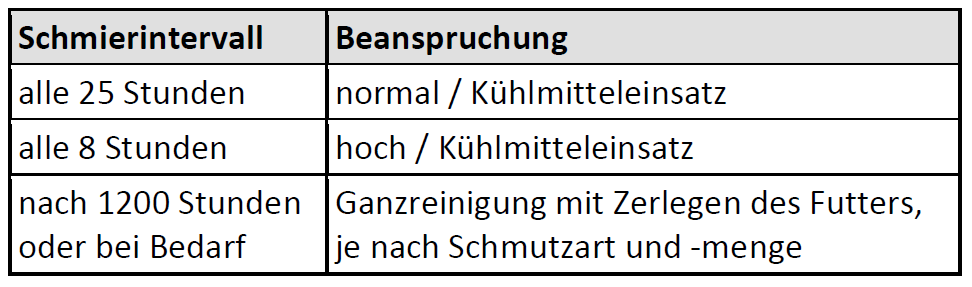 Schmierintervall Beanspruchung
alle 25 Stunden normal / Kühlmitteleinsatz
alle 8 Stunden hoch / Kühlmitteleinsatz
nach 1200 Stunden Ganzreinigung mit Zerlegen des Futters,
oder bei Bedarf je nach Schmutzart und -menge